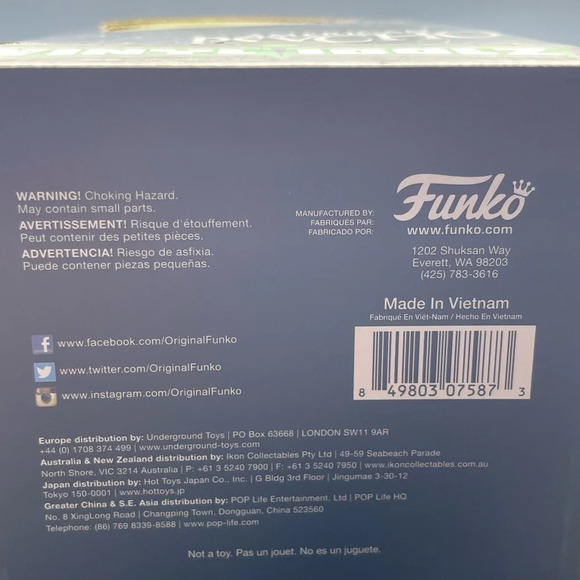 WARNING! Choking Hazard.
May contain small parts.
AVERTISSEMENT! Risque d'étouffement.
Peut contenir des petites pièces.
ADVERTENCIA! Riesgo de asfixia.
Puede contener piezas pequeñas.
MANUFACTURED BY:
FABRIQUÉS PAR:
FABRICADO POR:
Funko
www.funko.com
1202 Shuksan Way
Everett, WA 98203
(425) 783-3616
Made In Vietnam
Fabriqué En Viêt-Nam / Hecho En Vietnam
8 49803 07587 3
f www.facebook.com/OriginalFunko
www.twitter.com/OriginalFunko
www.instagram.com/OriginalFunko
Europe distribution by: Underground Toys | PO Box 63668 | LONDON SW11 9AR
+44 (0) 1708 374 499 | www.underground-toys.com
Australia & New Zealand distribution by: Ikon Collectables Pty Ltd | 49-59 Seabeach Parade
North Shore, VIC 3214 Australia | P: +61 3 5240 7900 | F: +61 3 5240 7950 | www.ikoncollectables.com.au
Japan distribution by: Hot Toys Japan Co., Inc. | G Bldg 3rd Floor | Jingumae 3-30-12
Tokyo 150-0001 | www.hottoys.jp
Greater China & S.E. Asia distribution by: POP Life Entertainment, Ltd | POP Life HQ
No. 8 XingLong Road | Changping Town, Dongguan, China 523560
Telephone: (86) 769 8339-8588 | www.pop-life.com
Not a toy. Pas un jouet. No es un juguete.